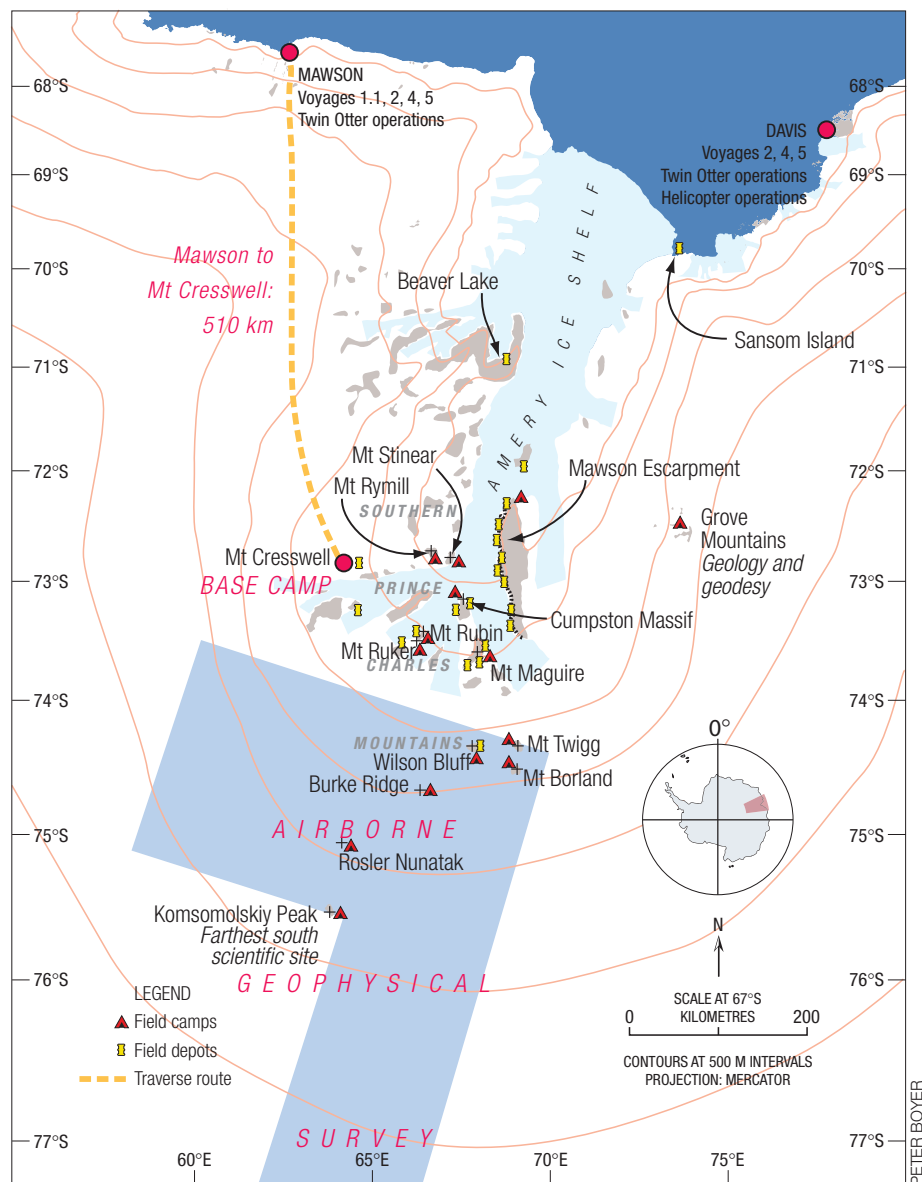 MAWSON
Voyages 1.1, 2, 4, 5
Twin Otter operations
68°S
68°S
DAVIS
Voyages 2, 4, 5
Twin Otter operations
Helicopter operations
69°S
69°S
AMERY ICE SHELF
Mawson to
Mt Cresswell:
510 km
70°S
70°S
Beaver Lake
Sansom Island
71°S
71°S
Mt Stinear
Mt Rymill
SOUTHERN
72°S
72°S
Mawson Escarpment
Grove
Mountains
Geology and
geodesy
Mt Cresswell
BASE CAMP
73°S
73°S
PRINCE
Cumpston Massif
Mt Rubin
Mt Ruker
CHARLES
Mt Maguire
74°S
74°S
MOUNTAINS
Mt Twigg
Wilson Bluff
Mt Borland
Burke Ridge
0°
75°S
75°S
AIRBORNE
Rosler Nunatak
Komsomolskiy Peak
Farthest south
scientific site
N
76°S
76°S
GEOPHYSICAL
LEGEND
Field camps
Field depots
Traverse route
SCALE AT 67°S
KILOMETRES
0 200
CONTOURS AT 500 M INTERVALS
PROJECTION: MERCATOR
77°S
77°S
SURVEY
60°E 65°E 70°E 75°E
PETER BOYER